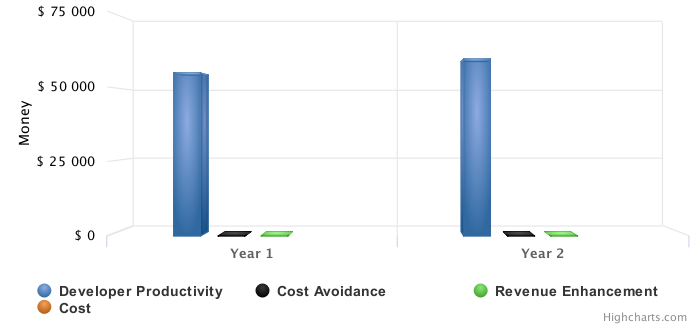 $ 75 000
$ 50 000
$ 25 000
$ 0
Money
Year 1 Year 2
Developer Productivity Cost Avoidance Revenue Enhancement
Cost
Highcharts.com